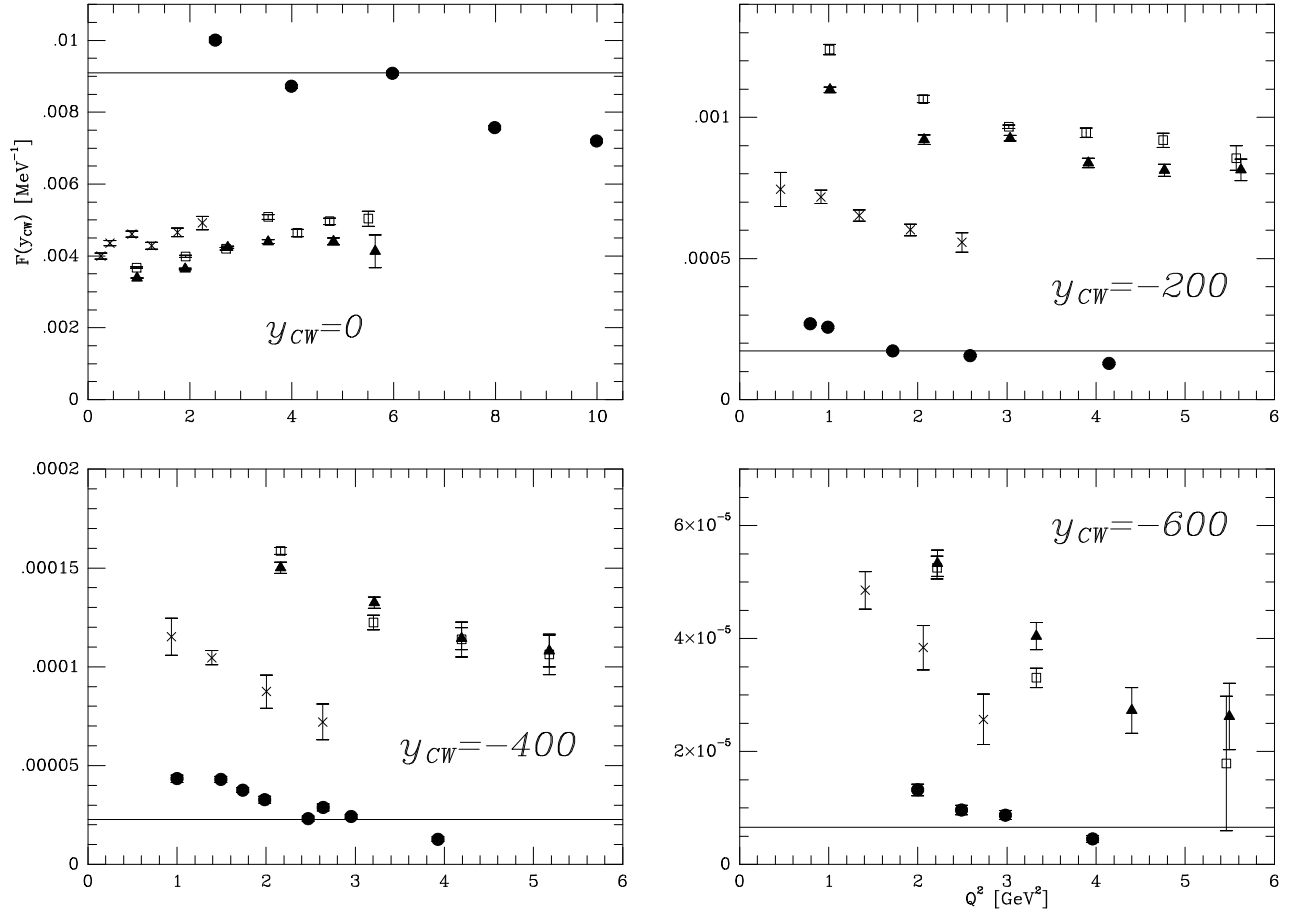 .01
.008
.006
.004
.002
0
F(y_CW) [MeV⁻¹]
y_CW=0
0 2 4 6 8 10
.001
.0005
0
y_CW=−200
0 1 2 3 4 5 6
.0002
.00015
.0001
.00005
0
y_CW=−400
0 1 2 3 4 5 6
6×10⁻⁵
4×10⁻⁵
2×10⁻⁵
0
y_CW=−600
0 1 2 3 4 5 6
Q² [GeV²]